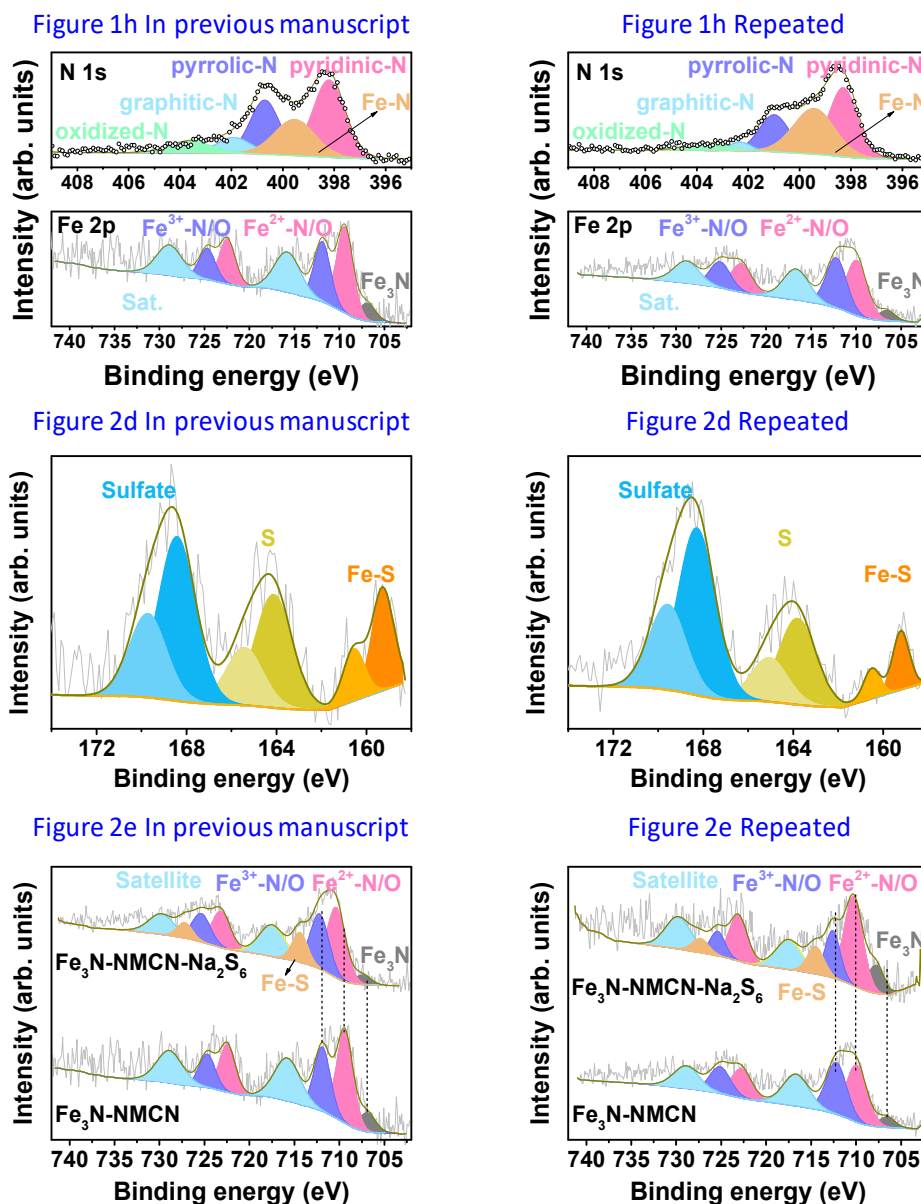 Figure 1h In previous manuscript
Figure 1h Repeated
N 1s
pyrrolic-N
pyridinic-N
graphitic-N
Fe-N
oxidized-N
408 406 404 402 400 398 396
Fe 2p
Fe³⁺-N/O
Fe²⁺-N/O
Fe₃N
Sat.
740 735 730 725 720 715 710 705
Intensity (arb. units)
Binding energy (eV)
N 1s
pyrrolic-N
pyridinic-N
graphitic-N
Fe-N
oxidized-N
408 406 404 402 400 398 396
Fe 2p
Fe³⁺-N/O
Fe²⁺-N/O
Fe₃N
Sat.
740 735 730 725 720 715 710 705
Intensity (arb. units)
Binding energy (eV)
Figure 2d In previous manuscript
Figure 2d Repeated
Sulfate
S
Fe-S
172 168 164 160
Intensity (arb. units)
Binding energy (eV)
Sulfate
S
Fe-S
172 168 164 160
Intensity (arb. units)
Binding energy (eV)
Figure 2e In previous manuscript
Figure 2e Repeated
Satellite
Fe³⁺-N/O
Fe²⁺-N/O
Fe₃N
Fe₃N-NMCN-Na₂S₆
Fe-S
Fe₃N-NMCN
740 735 730 725 720 715 710 705
Intensity (arb. units)
Binding energy (eV)
Satellite
Fe³⁺-N/O
Fe²⁺-N/O
Fe₃N
Fe₃N-NMCN-Na₂S₆
Fe-S
Fe₃N-NMCN
740 735 730 725 720 715 710 705
Intensity (arb. units)
Binding energy (eV)